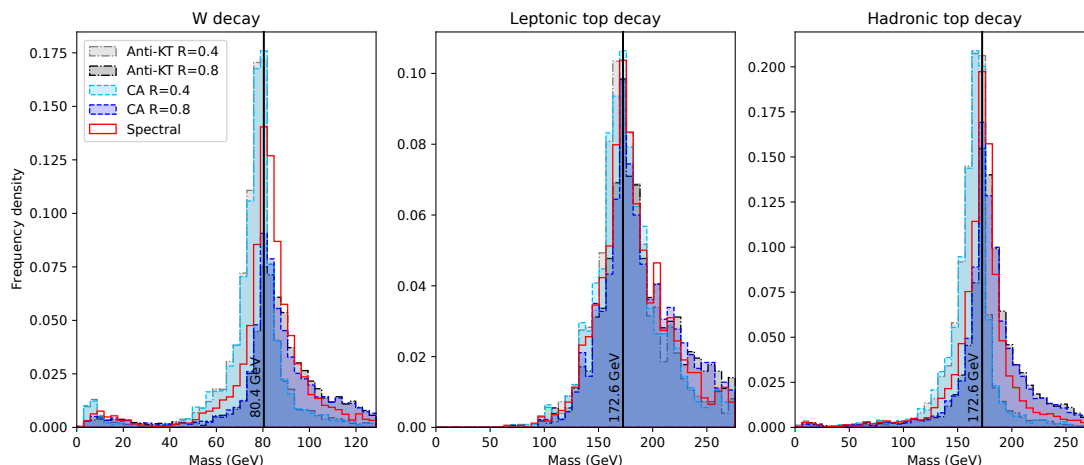 W decay
Leptonic top decay
Hadronic top decay
Anti-KT R=0.4
Anti-KT R=0.8
CA R=0.4
CA R=0.8
Spectral
Frequency density
0.175
0.150
0.125
0.100
0.075
0.050
0.025
0.000
80.4 GeV
0 20 40 60 80 100 120
Mass (GeV)
0.10
0.08
0.06
0.04
0.02
0.00
172.6 GeV
0 50 100 150 200 250
Mass (GeV)
0.200
0.175
0.150
0.125
0.100
0.075
0.050
0.025
0.000
172.6 GeV
0 50 100 150 200 250
Mass (GeV)